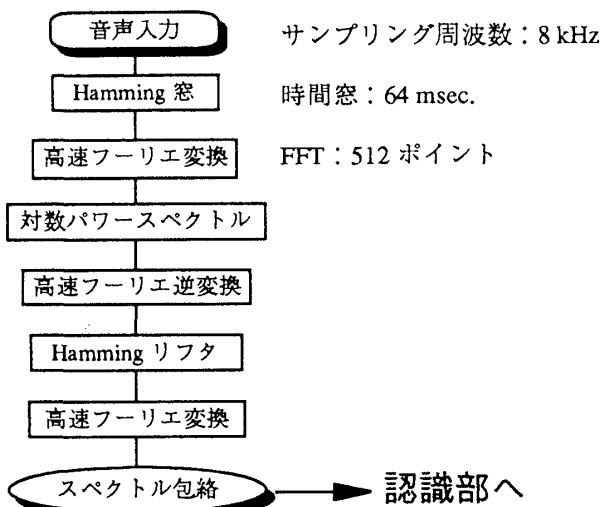 音声入力
サンプリング周波数：8 kHz
Hamming 窓
時間窓：64 msec.
高速フーリエ変換
FFT：512 ポイント
対数パワースペクトル
高速フーリエ逆変換
Hamming リフタ
高速フーリエ変換
スペクトル包絡
認識部へ